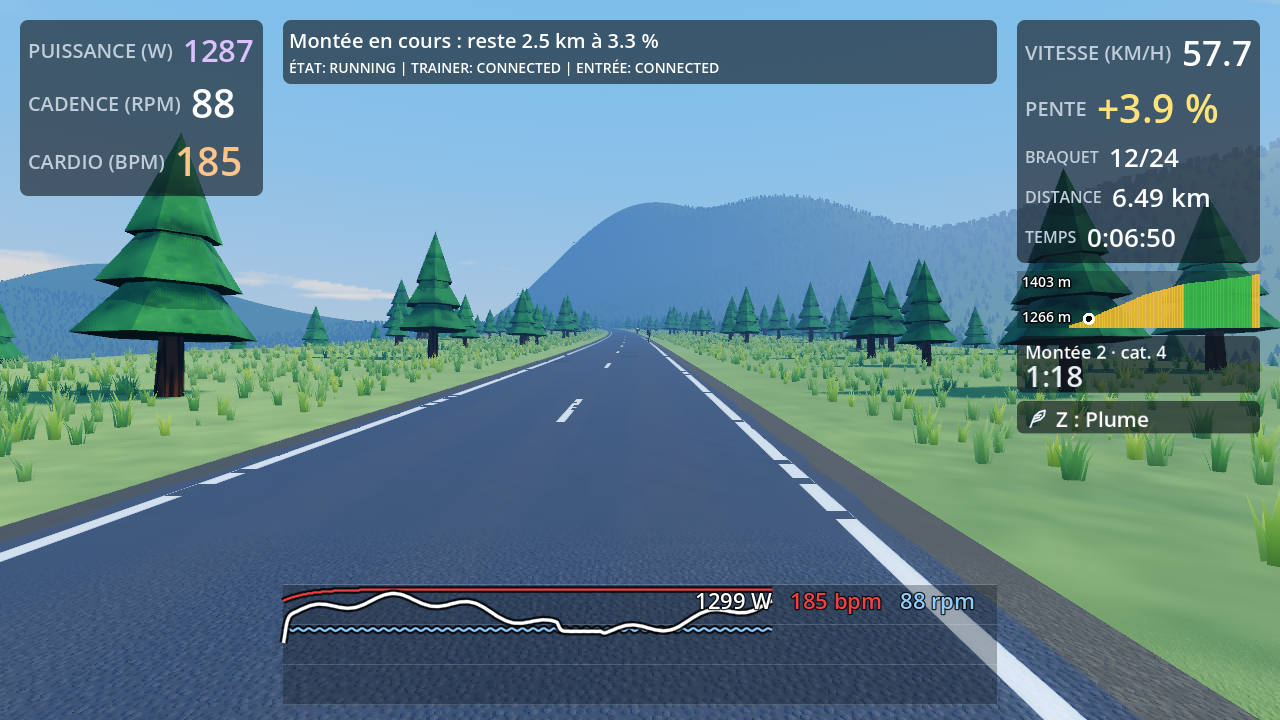 PUISSANCE (W) 1287
CADENCE (RPM) 88
CARDIO (BPM) 185
Montée en cours : reste 2.5 km à 3.3 %
ÉTAT: RUNNING | TRAINER: CONNECTED | ENTRÉE: CONNECTED
VITESSE (KM/H) 57.7
PENTE +3.9 %
BRAQUET 12/24
DISTANCE 6.49 km
TEMPS 0:06:50
1403 m
1266 m
Montée 2 · cat. 4
1:18
Z : Plume
1299 W 185 bpm 88 rpm